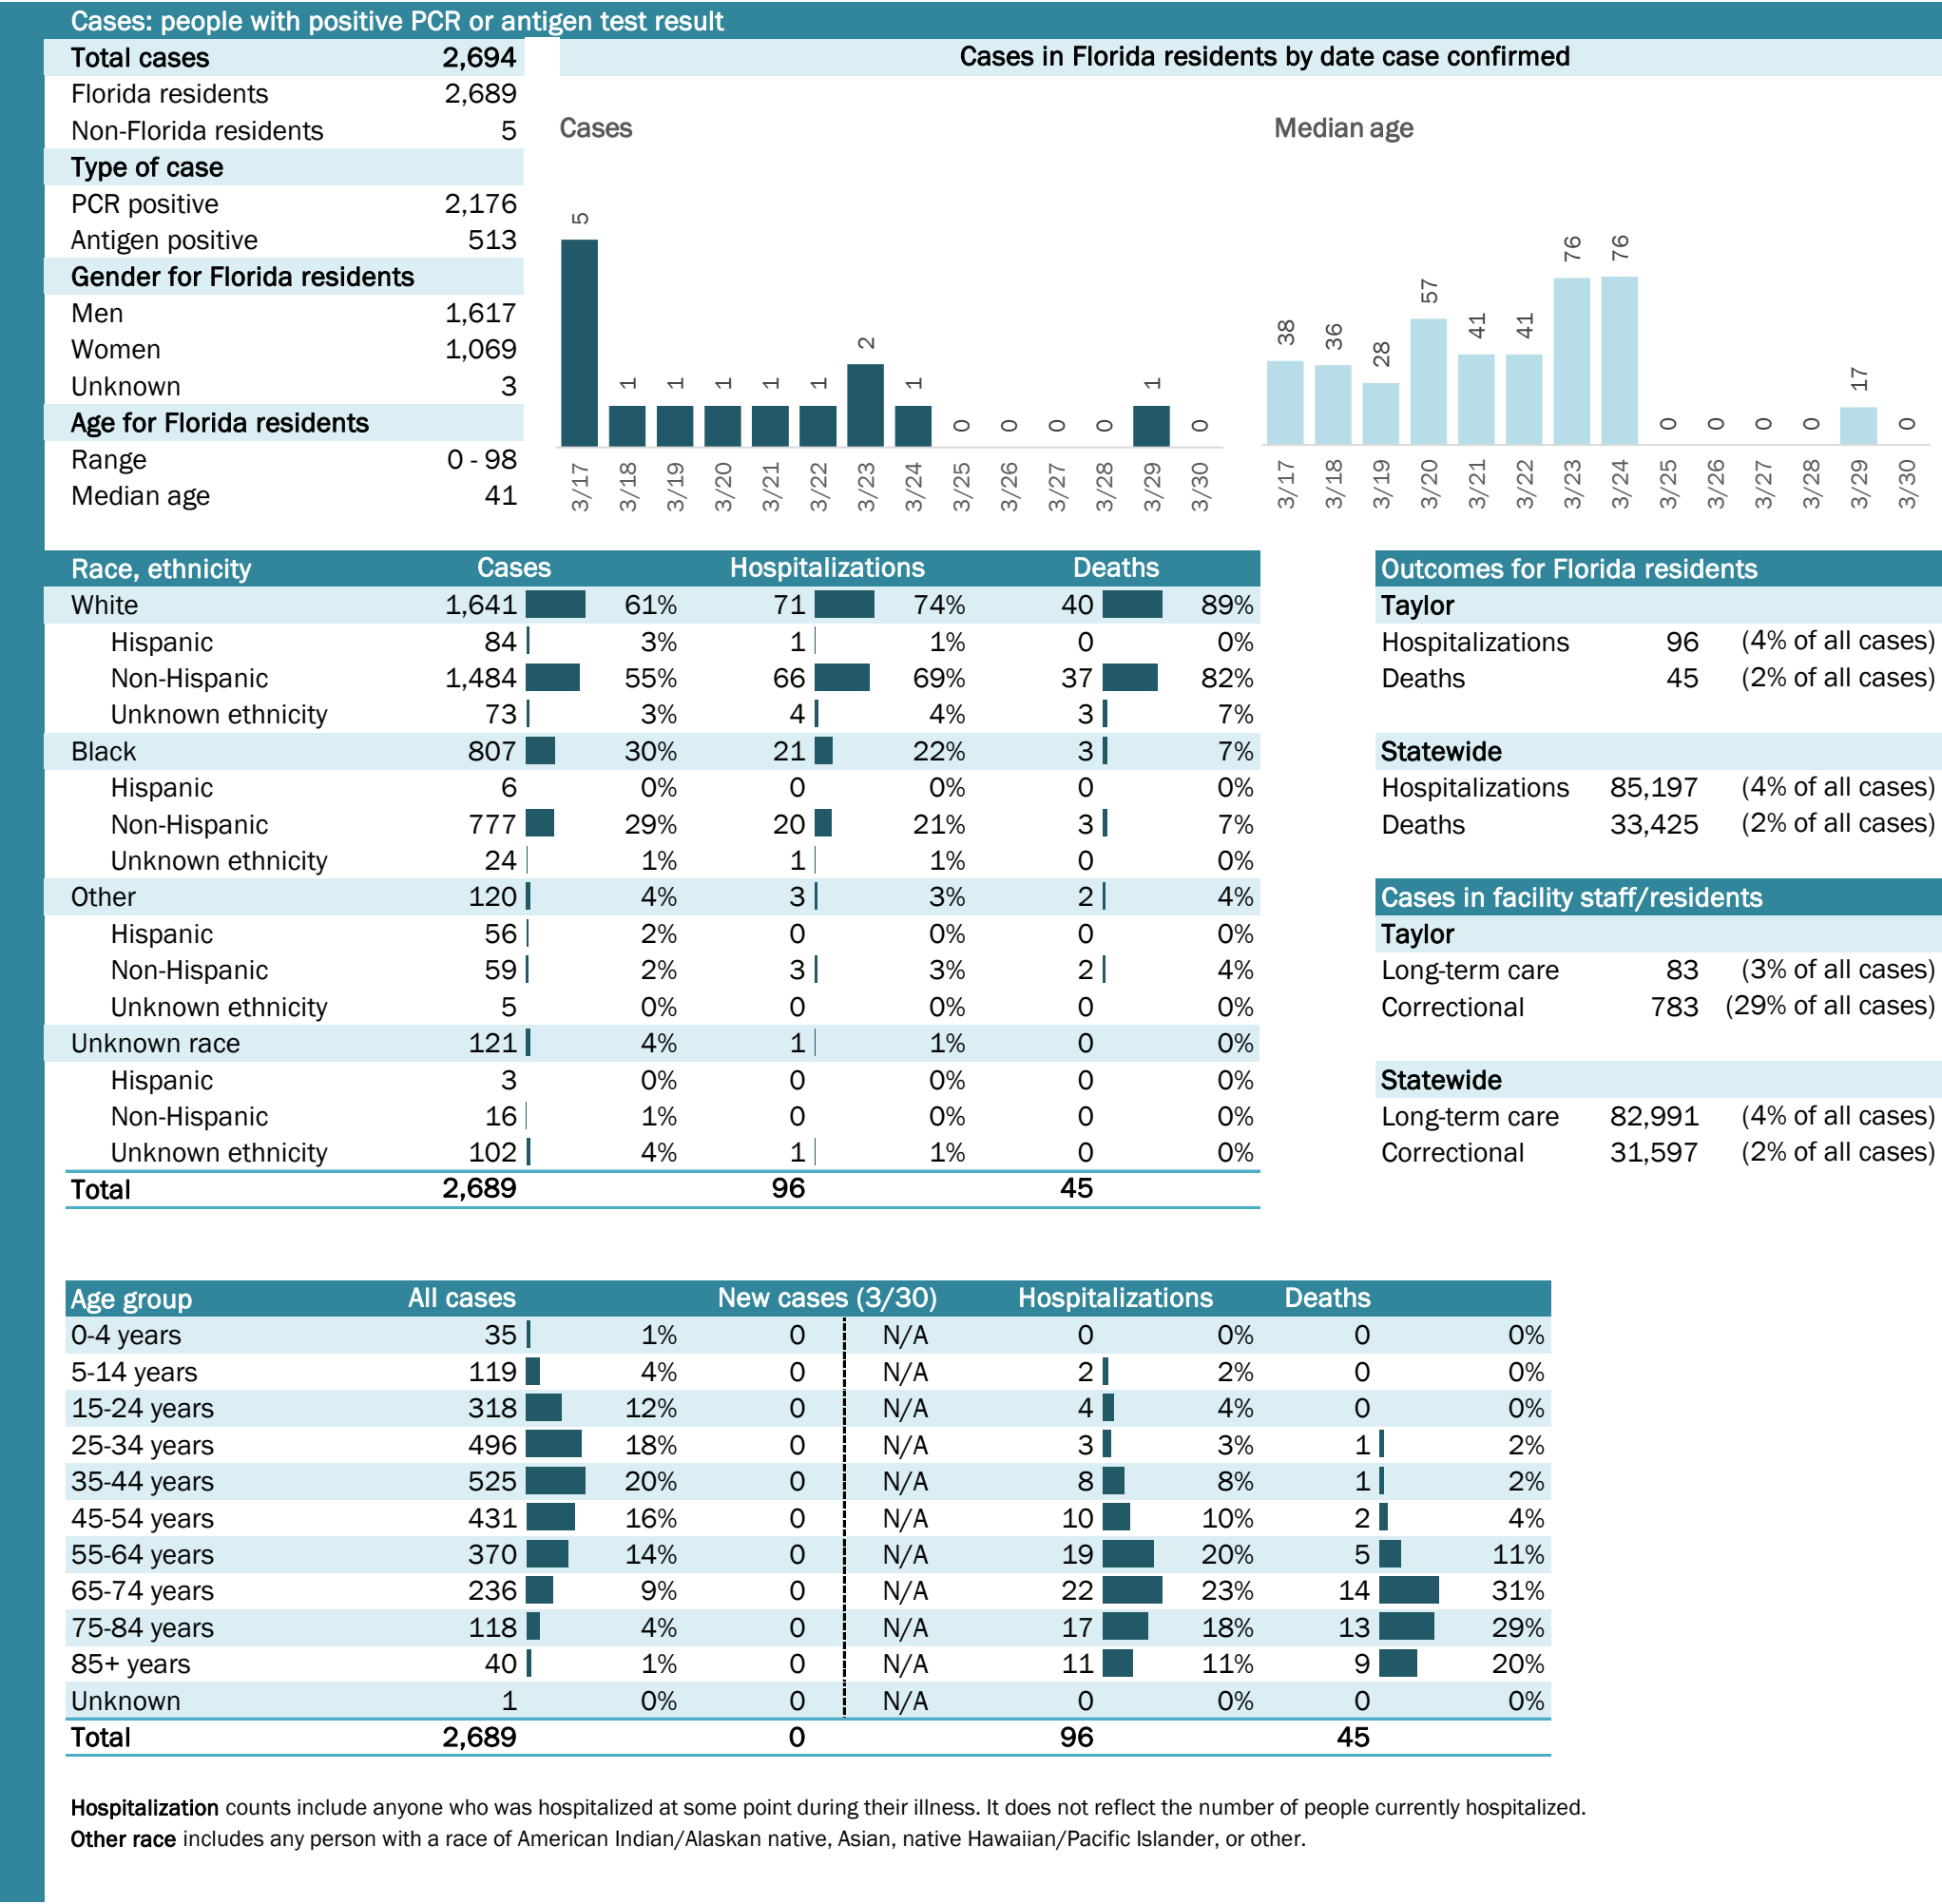 Cases: people with positive PCR or antigen test result
Total cases 2,694
Florida residents 2,689
Non-Florida residents 5
Type of case
PCR positive 2,176
Antigen positive 513
Gender for Florida residents
Men 1,617
Women 1,069
Unknown 3
Age for Florida residents
Range 0 - 98
Median age 41
Cases in Florida residents by date case confirmed
Cases
5 1 1 1 1 1 2 1 0 0 0 0 1 0
3/17 3/18 3/19 3/20 3/21 3/22 3/23 3/24 3/25 3/26 3/27 3/28 3/29 3/30
Median age
38 36 28 57 41 41 76 76 0 0 0 0 17 0
3/17 3/18 3/19 3/20 3/21 3/22 3/23 3/24 3/25 3/26 3/27 3/28 3/29 3/30
Race, ethnicity Cases Hospitalizations Deaths
White 1,641 61% 71 74% 40 89%
Hispanic 84 3% 1 1% 0 0%
Non-Hispanic 1,484 55% 66 69% 37 82%
Unknown ethnicity 73 3% 4 4% 3 7%
Black 807 30% 21 22% 3 7%
Hispanic 6 0% 0 0% 0 0%
Non-Hispanic 777 29% 20 21% 3 7%
Unknown ethnicity 24 1% 1 1% 0 0%
Other 120 4% 3 3% 2 4%
Hispanic 56 2% 0 0% 0 0%
Non-Hispanic 59 2% 3 3% 2 4%
Unknown ethnicity 5 0% 0 0% 0 0%
Unknown race 121 4% 1 1% 0 0%
Hispanic 3 0% 0 0% 0 0%
Non-Hispanic 16 1% 0 0% 0 0%
Unknown ethnicity 102 4% 1 1% 0 0%
Total 2,689 96 45
Outcomes for Florida residents
Taylor
Hospitalizations 96 (4% of all cases)
Deaths 45 (2% of all cases)
Statewide
Hospitalizations 85,197 (4% of all cases)
Deaths 33,425 (2% of all cases)
Cases in facility staff/residents
Taylor
Long-term care 83 (3% of all cases)
Correctional 783 (29% of all cases)
Statewide
Long-term care 82,991 (4% of all cases)
Correctional 31,597 (2% of all cases)
Age group All cases New cases (3/30) Hospitalizations Deaths
0-4 years 35 1% 0 N/A 0 0% 0 0%
5-14 years 119 4% 0 N/A 2 2% 0 0%
15-24 years 318 12% 0 N/A 4 4% 0 0%
25-34 years 496 18% 0 N/A 3 3% 1 2%
35-44 years 525 20% 0 N/A 8 8% 1 2%
45-54 years 431 16% 0 N/A 10 10% 2 4%
55-64 years 370 14% 0 N/A 19 20% 5 11%
65-74 years 236 9% 0 N/A 22 23% 14 31%
75-84 years 118 4% 0 N/A 17 18% 13 29%
85+ years 40 1% 0 N/A 11 11% 9 20%
Unknown 1 0% 0 N/A 0 0% 0 0%
Total 2,689 0 96 45
Hospitalization counts include anyone who was hospitalized at some point during their illness. It does not reflect the number of people currently hospitalized.
Other race includes any person with a race of American Indian/Alaskan native, Asian, native Hawaiian/Pacific Islander, or other.